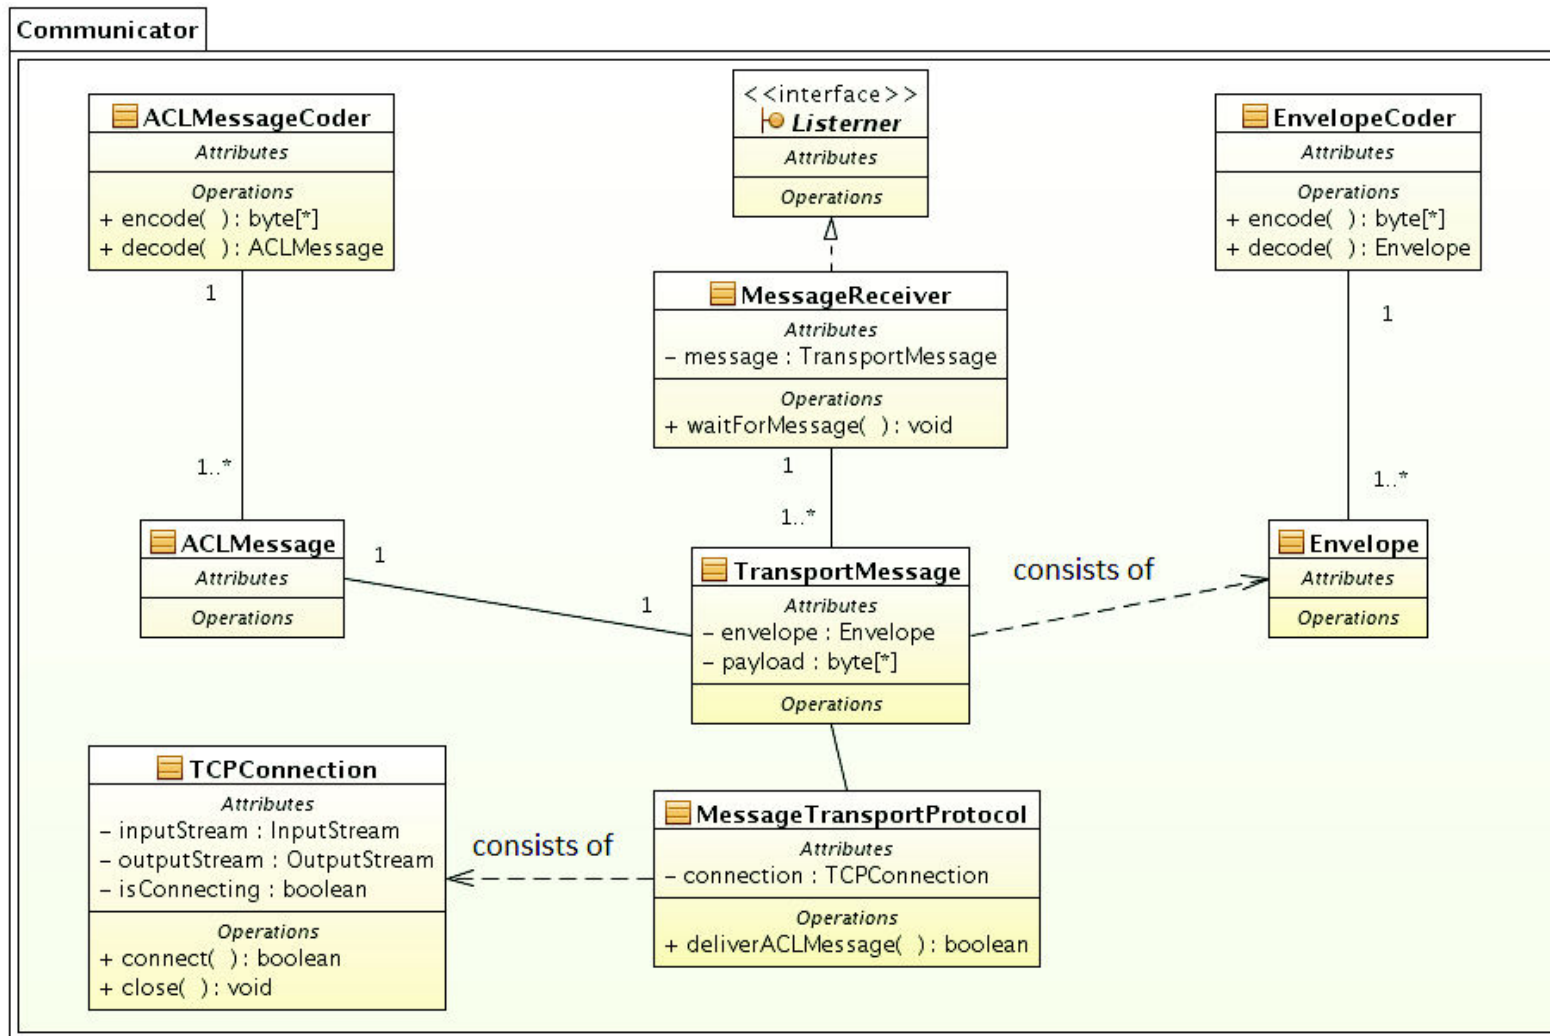 Communicator
ACLMessageCoder
Attributes
Operations
+ encode( ) : byte[*]
+ decode( ) : ACLMessage
<<interface>>
Listerner
Attributes
Operations
EnvelopeCoder
Attributes
Operations
+ encode( ) : byte[*]
+ decode( ) : Envelope
1
1..*
MessageReceiver
Attributes
– message : TransportMessage
Operations
+ waitForMessage( ) : void
1
1..*
1
1..*
ACLMessage
Attributes
Operations
1
1
TransportMessage
Attributes
– envelope : Envelope
– payload : byte[*]
Operations
consists of
Envelope
Attributes
Operations
TCPConnection
Attributes
– inputStream : InputStream
– outputStream : OutputStream
– isConnecting : boolean
Operations
+ connect( ) : boolean
+ close( ) : void
consists of
MessageTransportProtocol
Attributes
– connection : TCPConnection
Operations
+ deliverACLMessage( ) : boolean